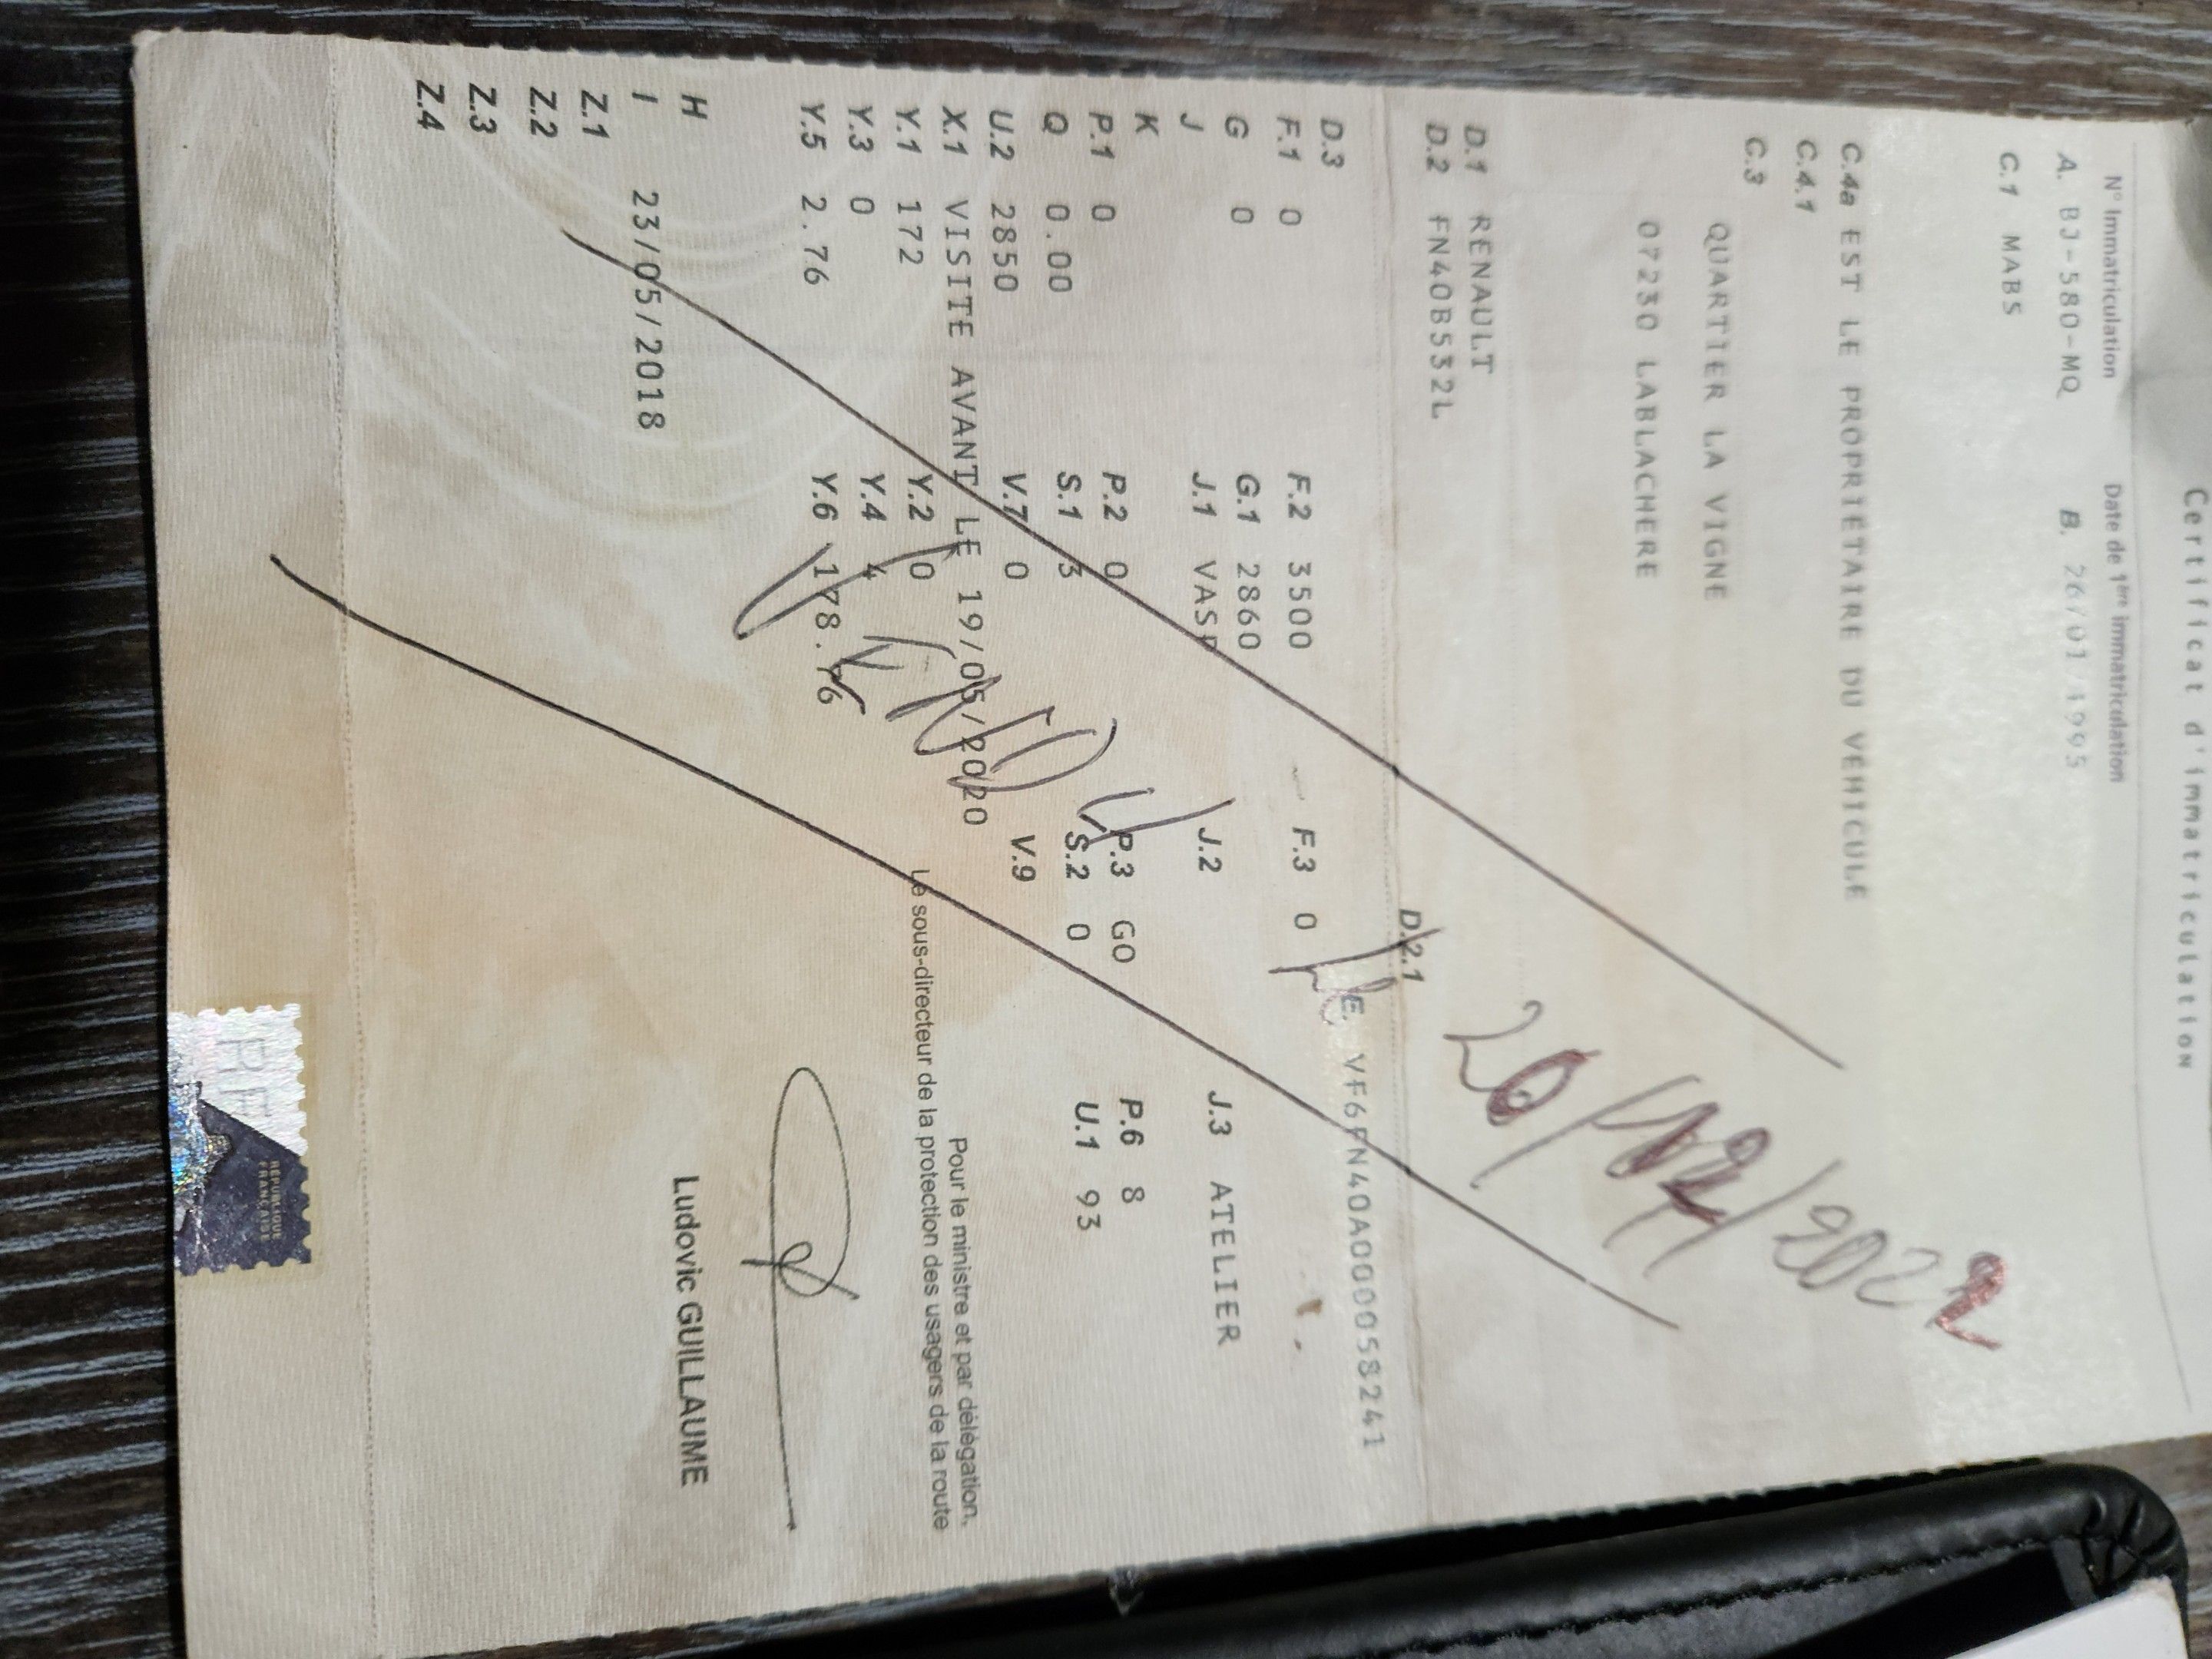 Certificat d'immatriculation
N° Immatriculation Date de 1ère immatriculation
A. BJ-580-MQ B. 26/01/1995
C.1 MABS
C.4a EST LE PROPRIETAIRE DU VEHICULE
C.4.1
C.3
QUARTIER LA VIGNE
07230 LABLACHERE
20/12/2022
D.1 RENAULT
D.2 FN40B532L D.2.1
D.3 E. VF6FN40A000058241
F.1 0 F.2 3500 F.3 0
G 0 G.1 2860
J J.1 VASP J.2 J.3 ATELIER
K
P.1 0 P.2 0 P.3 GO P.6 8
Q 0.00 S.1 3 S.2 0 U.1 93
U.2 2850 V.7 0 V.9
X.1 VISITE AVANT LE 19/05/2020
Y.1 172 Y.2 0
Y.3 0 Y.4 4
Y.5 2.76 Y.6 178.76
Pour le ministre et par délégation,
Le sous-directeur de la protection des usagers de la route
Ludovic GUILLAUME
H
I 23/05/2018
Z.1
Z.2
Z.3
Z.4
RF
RÉPUBLIQUE
FRANÇAISE